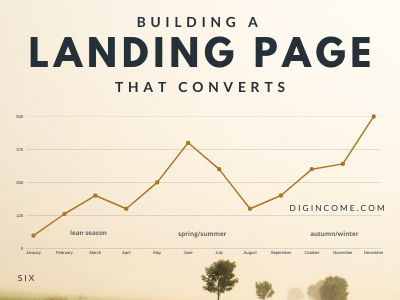 BUILDING A
LANDING PAGE
THAT CONVERTS
500
375
250
125
0
DIGINCOME.COM
lean season
spring/summer
autumn/winter
January February March April May June July August September October November December
SIX